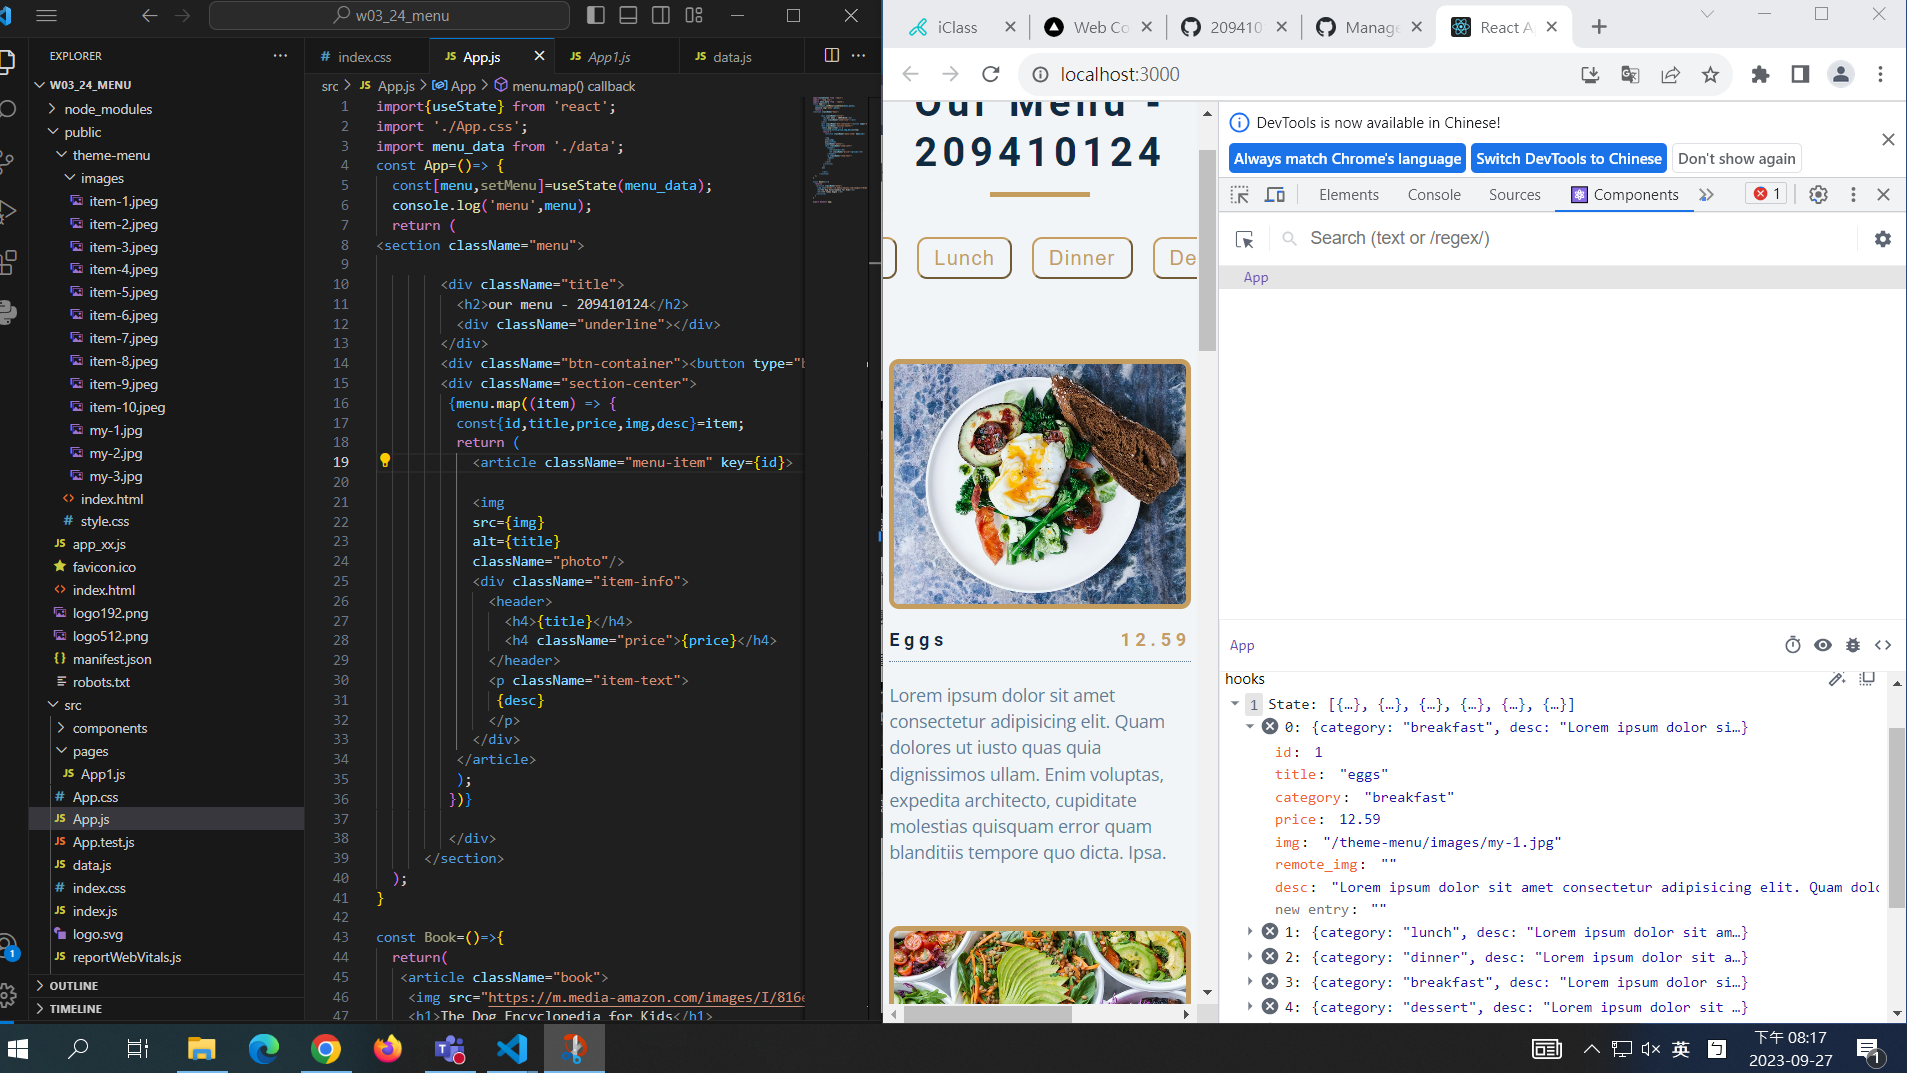 w03_24_menu
EXPLORER
W03_24_MENU
node_modules
public
theme-menu
images
item-1.jpeg
item-2.jpeg
item-3.jpeg
item-4.jpeg
item-5.jpeg
item-6.jpeg
item-7.jpeg
item-8.jpeg
item-9.jpeg
item-10.jpeg
my-1.jpg
my-2.jpg
my-3.jpg
index.html
style.css
app_xx.js
favicon.ico
index.html
logo192.png
logo512.png
manifest.json
robots.txt
src
components
pages
App1.js
App.css
App.js
App.test.js
data.js
index.css
index.js
logo.svg
reportWebVitals.js
OUTLINE
TIMELINE
1
# index.css
JS App.js
JS App1.js
JS data.js
src > JS App.js > App > menu.map() callback
1 import{useState} from 'react';
2 import './App.css';
3 import menu_data from './data';
4 const App=()=> {
5 const[menu,setMenu]=useState(menu_data);
6 console.log('menu',menu);
7 return (
8 <section className="menu">
9
10 <div className="title">
11 <h2>our menu - 209410124</h2>
12 <div className="underline"></div>
13 </div>
14 <div className="btn-container"><button type="
15 <div className="section-center">
16 {menu.map((item) => {
17 const{id,title,price,img,desc}=item;
18 return (
19 <article className="menu-item" key={id}>
20
21 <img
22 src={img}
23 alt={title}
24 className="photo"/>
25 <div className="item-info">
26 <header>
27 <h4>{title}</h4>
28 <h4 className="price">{price}</h4>
29 </header>
30 <p className="item-text">
31 {desc}
32 </p>
33 </div>
34 </article>
35 );
36 })}
37
38 </div>
39 </section>
40 );
41 }
42
43 const Book=()=>{
44 return(
45 <article className="book">
46 <img src="https://m.media-amazon.com/images/I/816
47 <h1>The Dog Encyclopedia for Kids</h1>
iClass
Web Co
209410
Manage
React A
localhost:3000
Our Menu -
209410124
Lunch
Dinner
De
Eggs 12.59
Lorem ipsum dolor sit amet
consectetur adipisicing elit. Quam
dolores ut iusto quas quia
dignissimos ullam. Enim voluptas,
expedita architecto, cupiditate
molestias quisquam error quam
blanditiis tempore quo dicta. Ipsa.
DevTools is now available in Chinese!
Always match Chrome's language
Switch DevTools to Chinese
Don't show again
Elements
Console
Sources
Components
1
Search (text or /regex/)
App
App
hooks
1 State: [{…}, {…}, {…}, {…}, {…}, {…}]
0: {category: "breakfast", desc: "Lorem ipsum dolor si…}
id: 1
title: "eggs"
category: "breakfast"
price: 12.59
img: "/theme-menu/images/my-1.jpg"
remote_img: ""
desc: "Lorem ipsum dolor sit amet consectetur adipisicing elit. Quam dol
new entry: ""
1: {category: "lunch", desc: "Lorem ipsum dolor sit am…}
2: {category: "dinner", desc: "Lorem ipsum dolor sit a…}
3: {category: "breakfast", desc: "Lorem ipsum dolor si…}
4: {category: "dessert", desc: "Lorem ipsum dolor sit …}
英
下午 08:17
2023-09-27
1